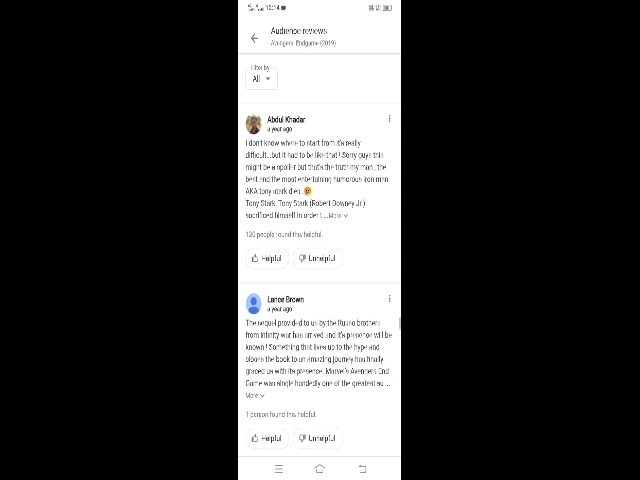 12:14
Audience reviews
Avengers: Endgame (2019)
Filter by
All
Abdul Khadar
a year ago
I don't know where to start from it's really
difficult...but it had to be like that ! Sorry guys this
might be a spoiler but that's the truth my man , the
best and the most entertaining humorous iron man
AKA tony stark dies..
Tony Stark. Tony Stark (Robert Downey Jr.)
sacrificed himself in order t ... More
130 people found this helpful.
Helpful
Unhelpful
Lance Brown
a year ago
The sequel provided to us by the Russo brothers
from infinity war has arrived and it's presence will be
known ! Something that lives up to the hype and
closes the book to an amazing journey has finally
graced us with its presence. Marvel's Avengers End
Game was single handedly one of the greatest su ...
More
1 person found this helpful.
Helpful
Unhelpful